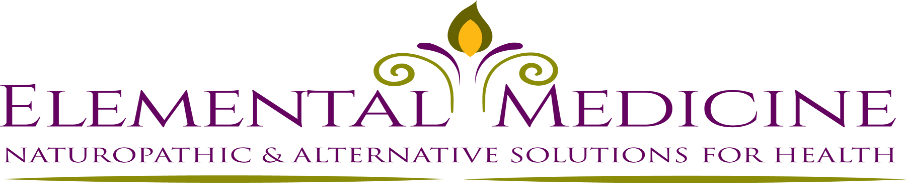 ELEMENTAL MEDICINE
NATUROPATHIC & ALTERNATIVE SOLUTIONS FOR HEALTH